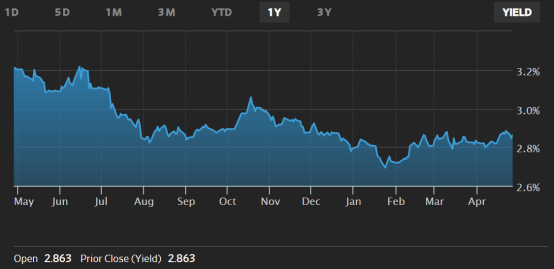 1D 5D 1M 3M YTD 1Y 3Y YIELD
3.2%
3.0%
2.8%
2.6%
May Jun Jul Aug Sep Oct Nov Dec Jan Feb Mar Apr
Open 2.863 Prior Close (Yield) 2.863